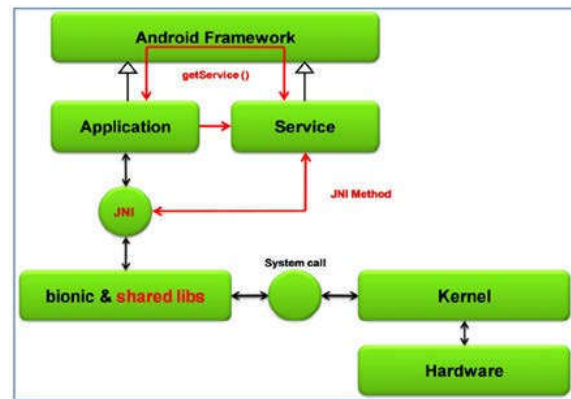 Android Framework
getService ()
Application
Service
JNI
JNI Method
System call
bionic & shared libs
Kernel
Hardware